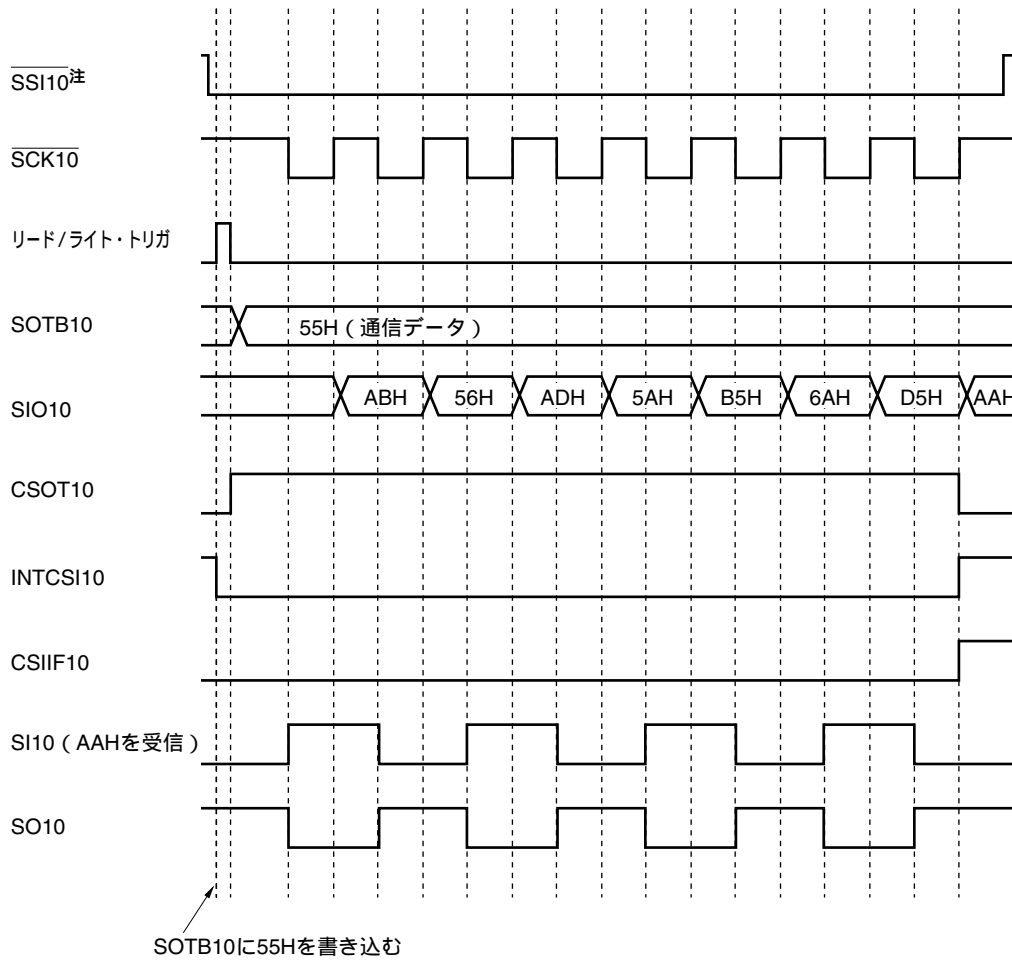 SSI10注
SCK10
リード/ライト・トリガ
SOTB10
55H（通信データ）
SIO10
ABH
56H
ADH
5AH
B5H
6AH
D5H
AAH
CSOT10
INTCSI10
CSIIF10
SI10（AAHを受信）
SO10
SOTB10に55Hを書き込む